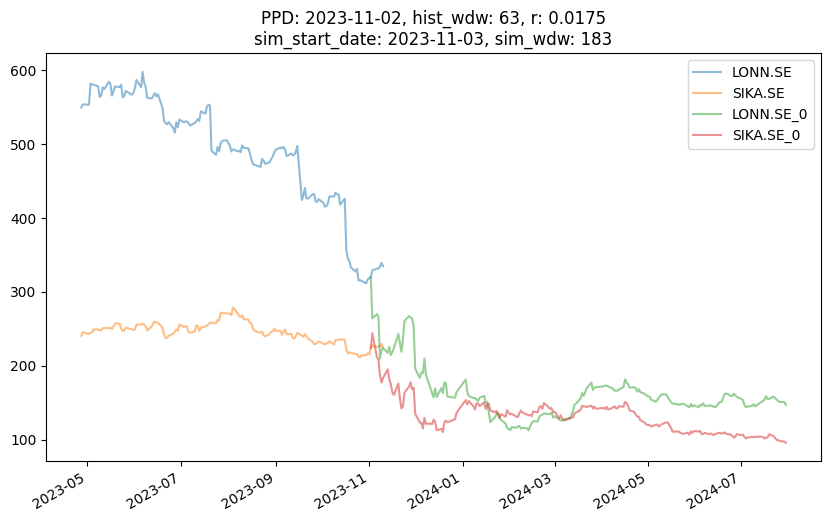 PPD: 2023-11-02, hist_wdw: 63, r: 0.0175
sim_start_date: 2023-11-03, sim_wdw: 183
LONN.SE
SIKA.SE
LONN.SE_0
SIKA.SE_0
600
500
400
300
200
100
2023-05
2023-07
2023-09
2023-11
2024-01
2024-03
2024-05
2024-07